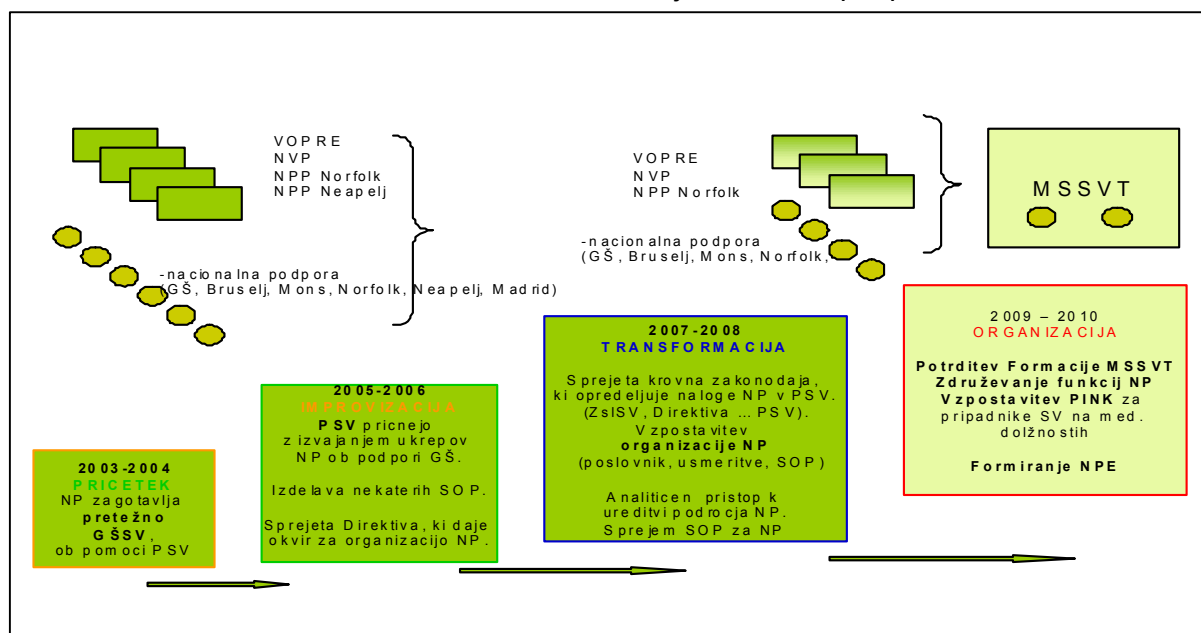 VOPRE
NVP
NPP Norfolk
NPP Neapelj
-nacionalna podpora
(GŠ, Bruselj, Mons, Norfolk, Neapelj, Madrid)
VOPRE
NVP
NPP Norfolk
-nacionalna podpora
(GŠ, Bruselj, Mons, Norfolk,
MSSVT
2003-2004
PRICETEK
NP zagotavlja
pretežno
GŠSV,
ob pomoci PSV
2005-2006
IMPROVIZACIJA
PSV pricnejo
z izvajanjem ukrepov
NP ob podpori GŠ.
Izdelava nekaterih SOP.
Sprejeta Direktiva, ki daje
okvir za organizacijo NP.
2007-2008
TRANSFORMACIJA
Sprejeta krovna zakonodaja,
ki opredeljuje naloge NP v PSV.
(ZslSV, Direktiva ... PSV).
Vzpostavitev
organizacije NP
(poslovnik, usmeritve, SOP)
Analiticen pristop k
ureditvi podrocja NP.
Sprejem SOP za NP
2009 – 2010
ORGANIZACIJA
Potrditev Formacije MSSVT
Združevanje funkcij NP
Vzpostavitev PINK za
pripadnike SV na med.
dolžnostih
Formiranje NPE